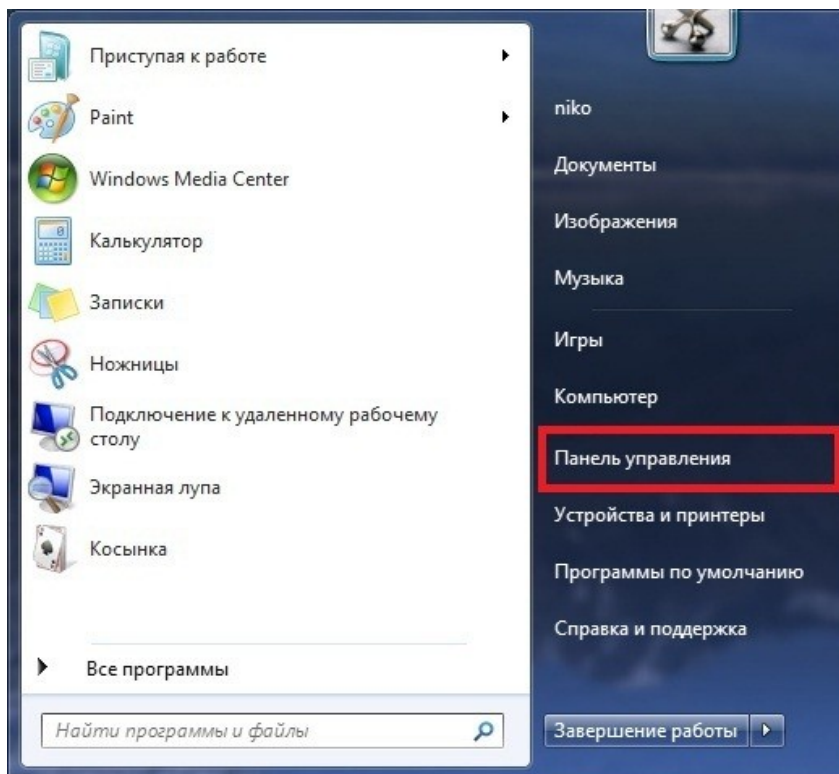 Приступая к работе
Paint
Windows Media Center
Калькулятор
Записки
Ножницы
Подключение к удаленному рабочему
столу
Экранная лупа
Косынка
Все программы
Найти программы и файлы
niko
Документы
Изображения
Музыка
Игры
Компьютер
Панель управления
Устройства и принтеры
Программы по умолчанию
Справка и поддержка
Завершение работы